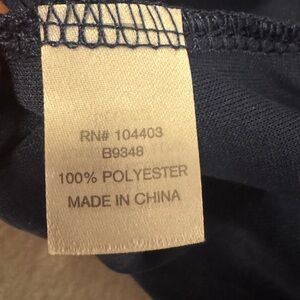 RN# 104403
B9348
100% POLYESTER
MADE IN CHINA